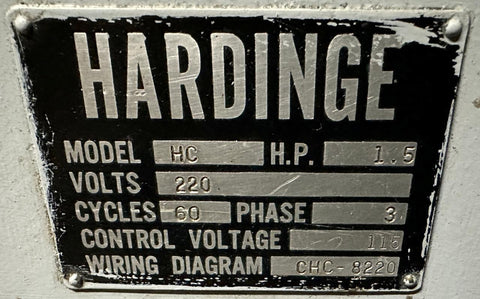 HARDINGE
MODEL HC H.P. 1.5
VOLTS 220
CYCLES 60 PHASE 3
CONTROL VOLTAGE 115
WIRING DIAGRAM CHC-8220